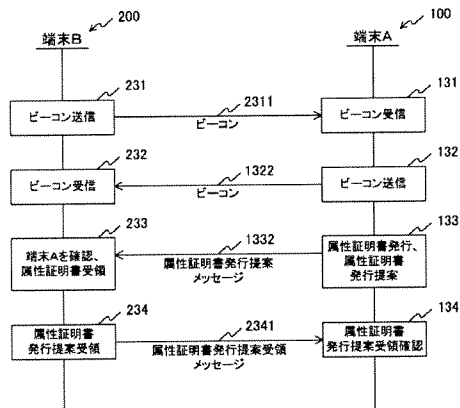 200
端末B
100
端末A
231
ビーコン送信
2311
ビーコン
131
ビーコン受信
232
ビーコン受信
1322
ビーコン
132
ビーコン送信
233
端末Aを確認、
属性証明書受領
1332
属性証明書発行提案
メッセージ
133
属性証明書発行、
属性証明書
発行提案
234
属性証明書
発行提案受領
2341
属性証明書発行提案受領
メッセージ
134
属性証明書
発行提案受領確認